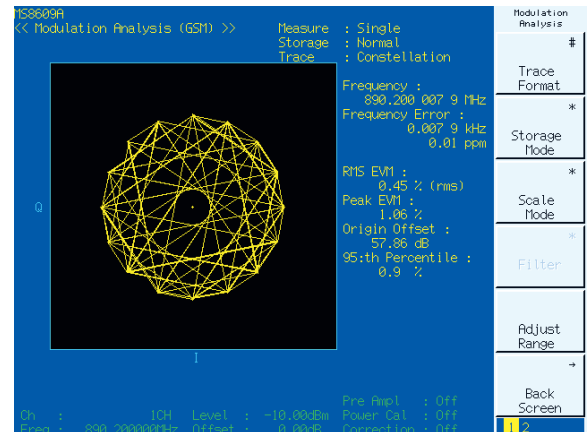 MS8609A
<< Modulation Analysis (GSM) >>
Measure : Single
Storage : Normal
Trace : Constellation
Frequency :
890.200 007 9 MHz
Frequency Error :
0.007 9 kHz
0.01 ppm
RMS EVM :
0.45 % (rms)
Peak EVM :
1.06 %
Origin Offset :
57.86 dB
95:th Percentile :
0.9 %
Q
I
Pre Ampl : Off
Ch : 1CH Level : -10.00dBm Power Cal : Off
Freq : 890.200000MHz Offset : 0.00dB Correction : Off
Modulation
Analysis
#
Trace
Format
*
Storage
Mode
*
Scale
Mode
*
Filter
Adjust
Range
→
Back
Screen
1 2